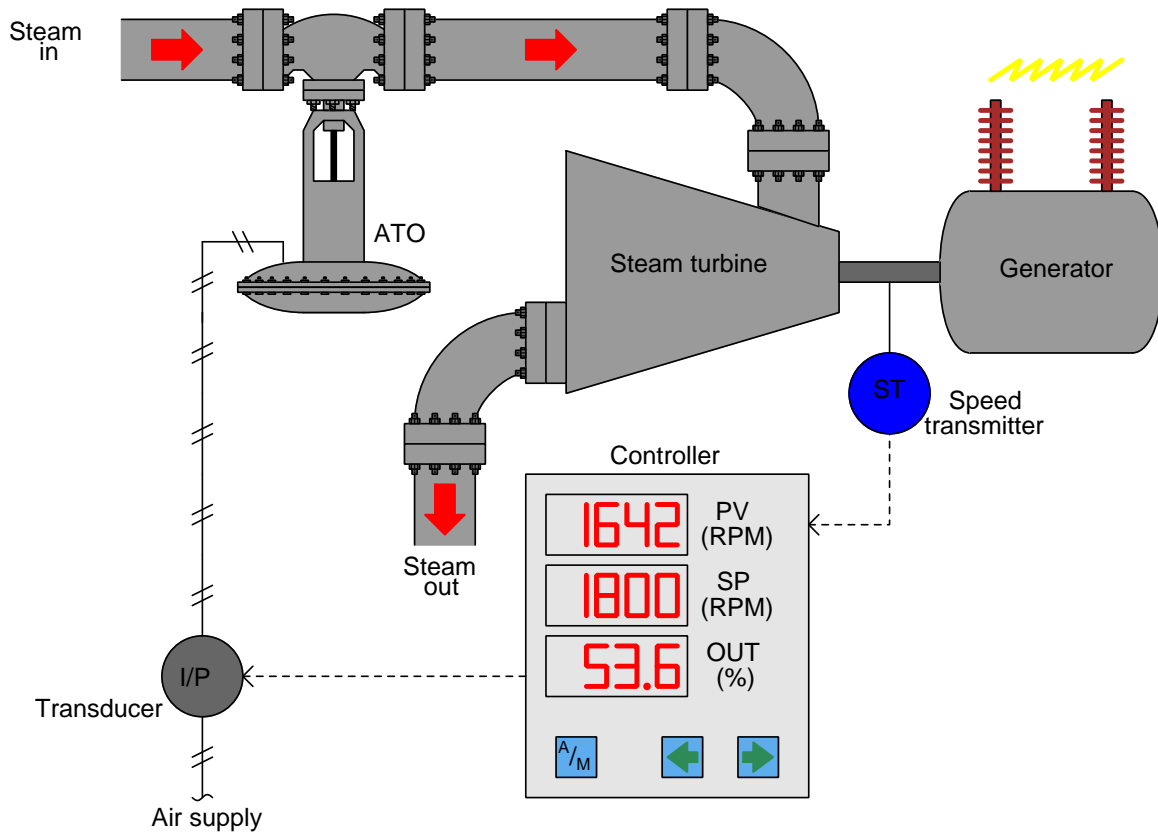 Steam
in
ATO
Steam turbine
Generator
ST
Speed
transmitter
Controller
1642
PV
(RPM)
1800
SP
(RPM)
53.6
OUT
(%)
A/M
Steam
out
I/P
Transducer
Air supply